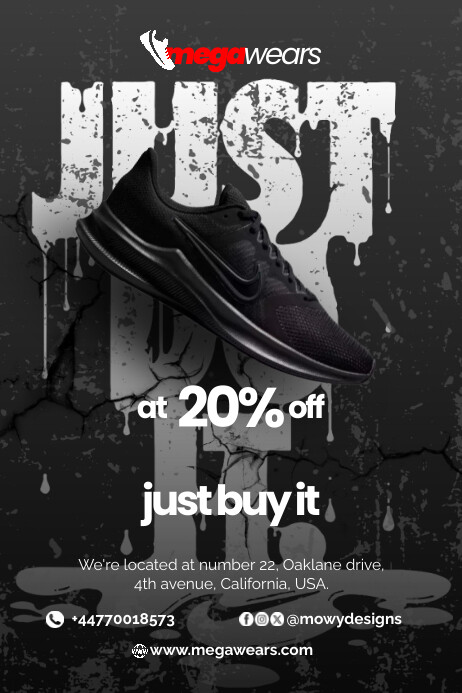 megawears
JUST
DO
IT.
at 20% off
just buy it
We're located at number 22, Oaklane drive,
4th avenue, California, USA.
+44770018573 @mowydesigns
www.megawears.com